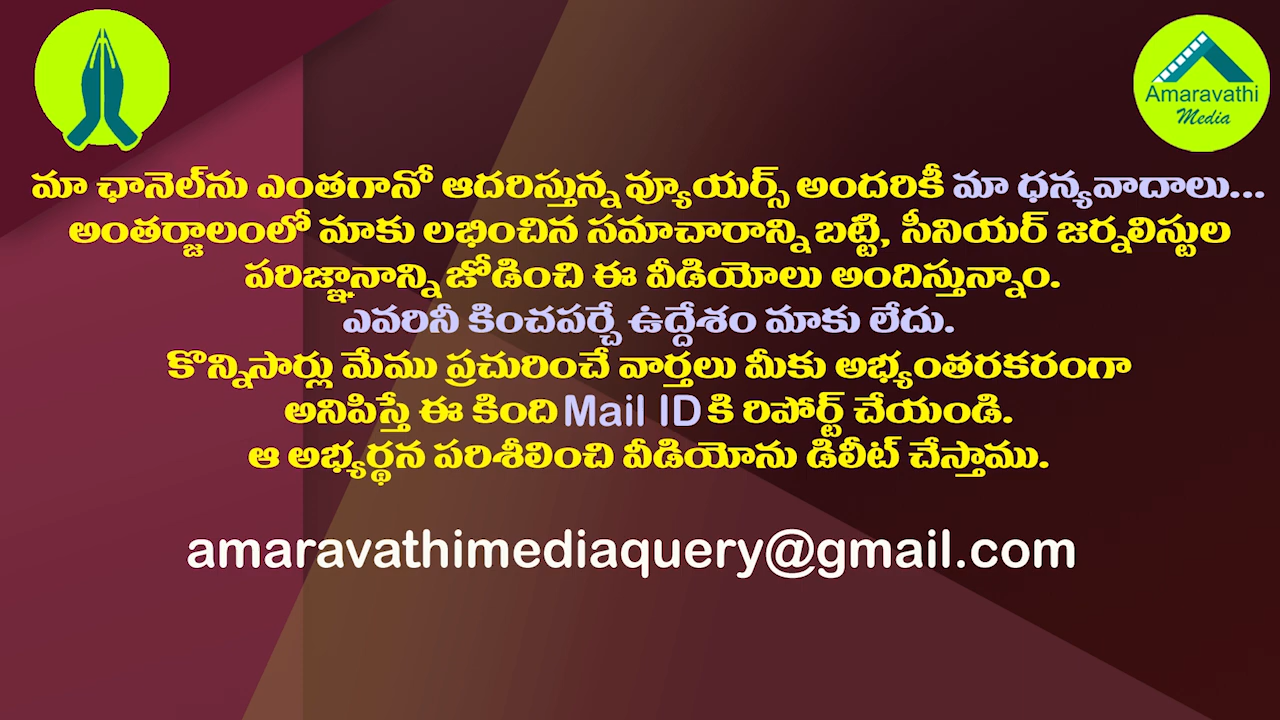 Amaravathi
Media
మా ఛానెల్‌ను ఎంతగానో ఆదరిస్తున్న వ్యూయర్స్ అందరికీ మా ధన్యవాదాలు...
అంతర్జాలంలో మాకు లభించిన సమాచారాన్ని బట్టి, సీనియర్ జర్నలిస్టుల
పరిజ్ఞానాన్ని జోడించి ఈ వీడియోలు అందిస్తున్నాం.
ఎవరినీ కించపర్చే ఉద్దేశం మాకు లేదు.
కొన్నిసార్లు మేము ప్రచురించే వార్తలు మీకు అభ్యంతరకరంగా
అనిపిస్తే ఈ కింది Mail ID కి రిపోర్ట్ చేయండి.
ఆ అభ్యర్థన పరిశీలించి వీడియోను డిలీట్ చేస్తాము.
amaravathimediaquery@gmail.com